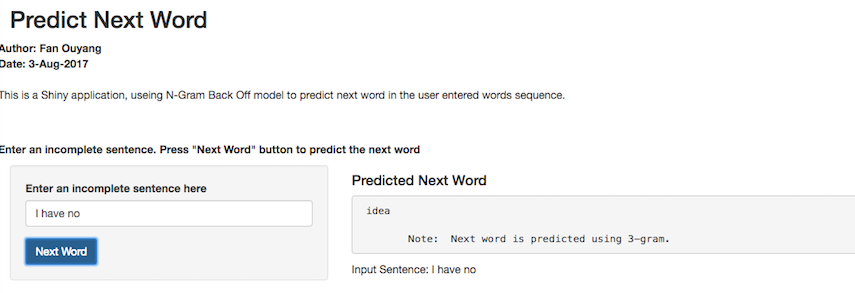 Predict Next Word
Author: Fan Ouyang
Date: 3-Aug-2017
This is a Shiny application, useing N-Gram Back Off model to predict next word in the user entered words sequence.
Enter an incomplete sentence. Press "Next Word" button to predict the next word
Enter an incomplete sentence here
I have no
Next Word
Predicted Next Word
idea
Note: Next word is predicted using 3-gram.
Input Sentence: I have no